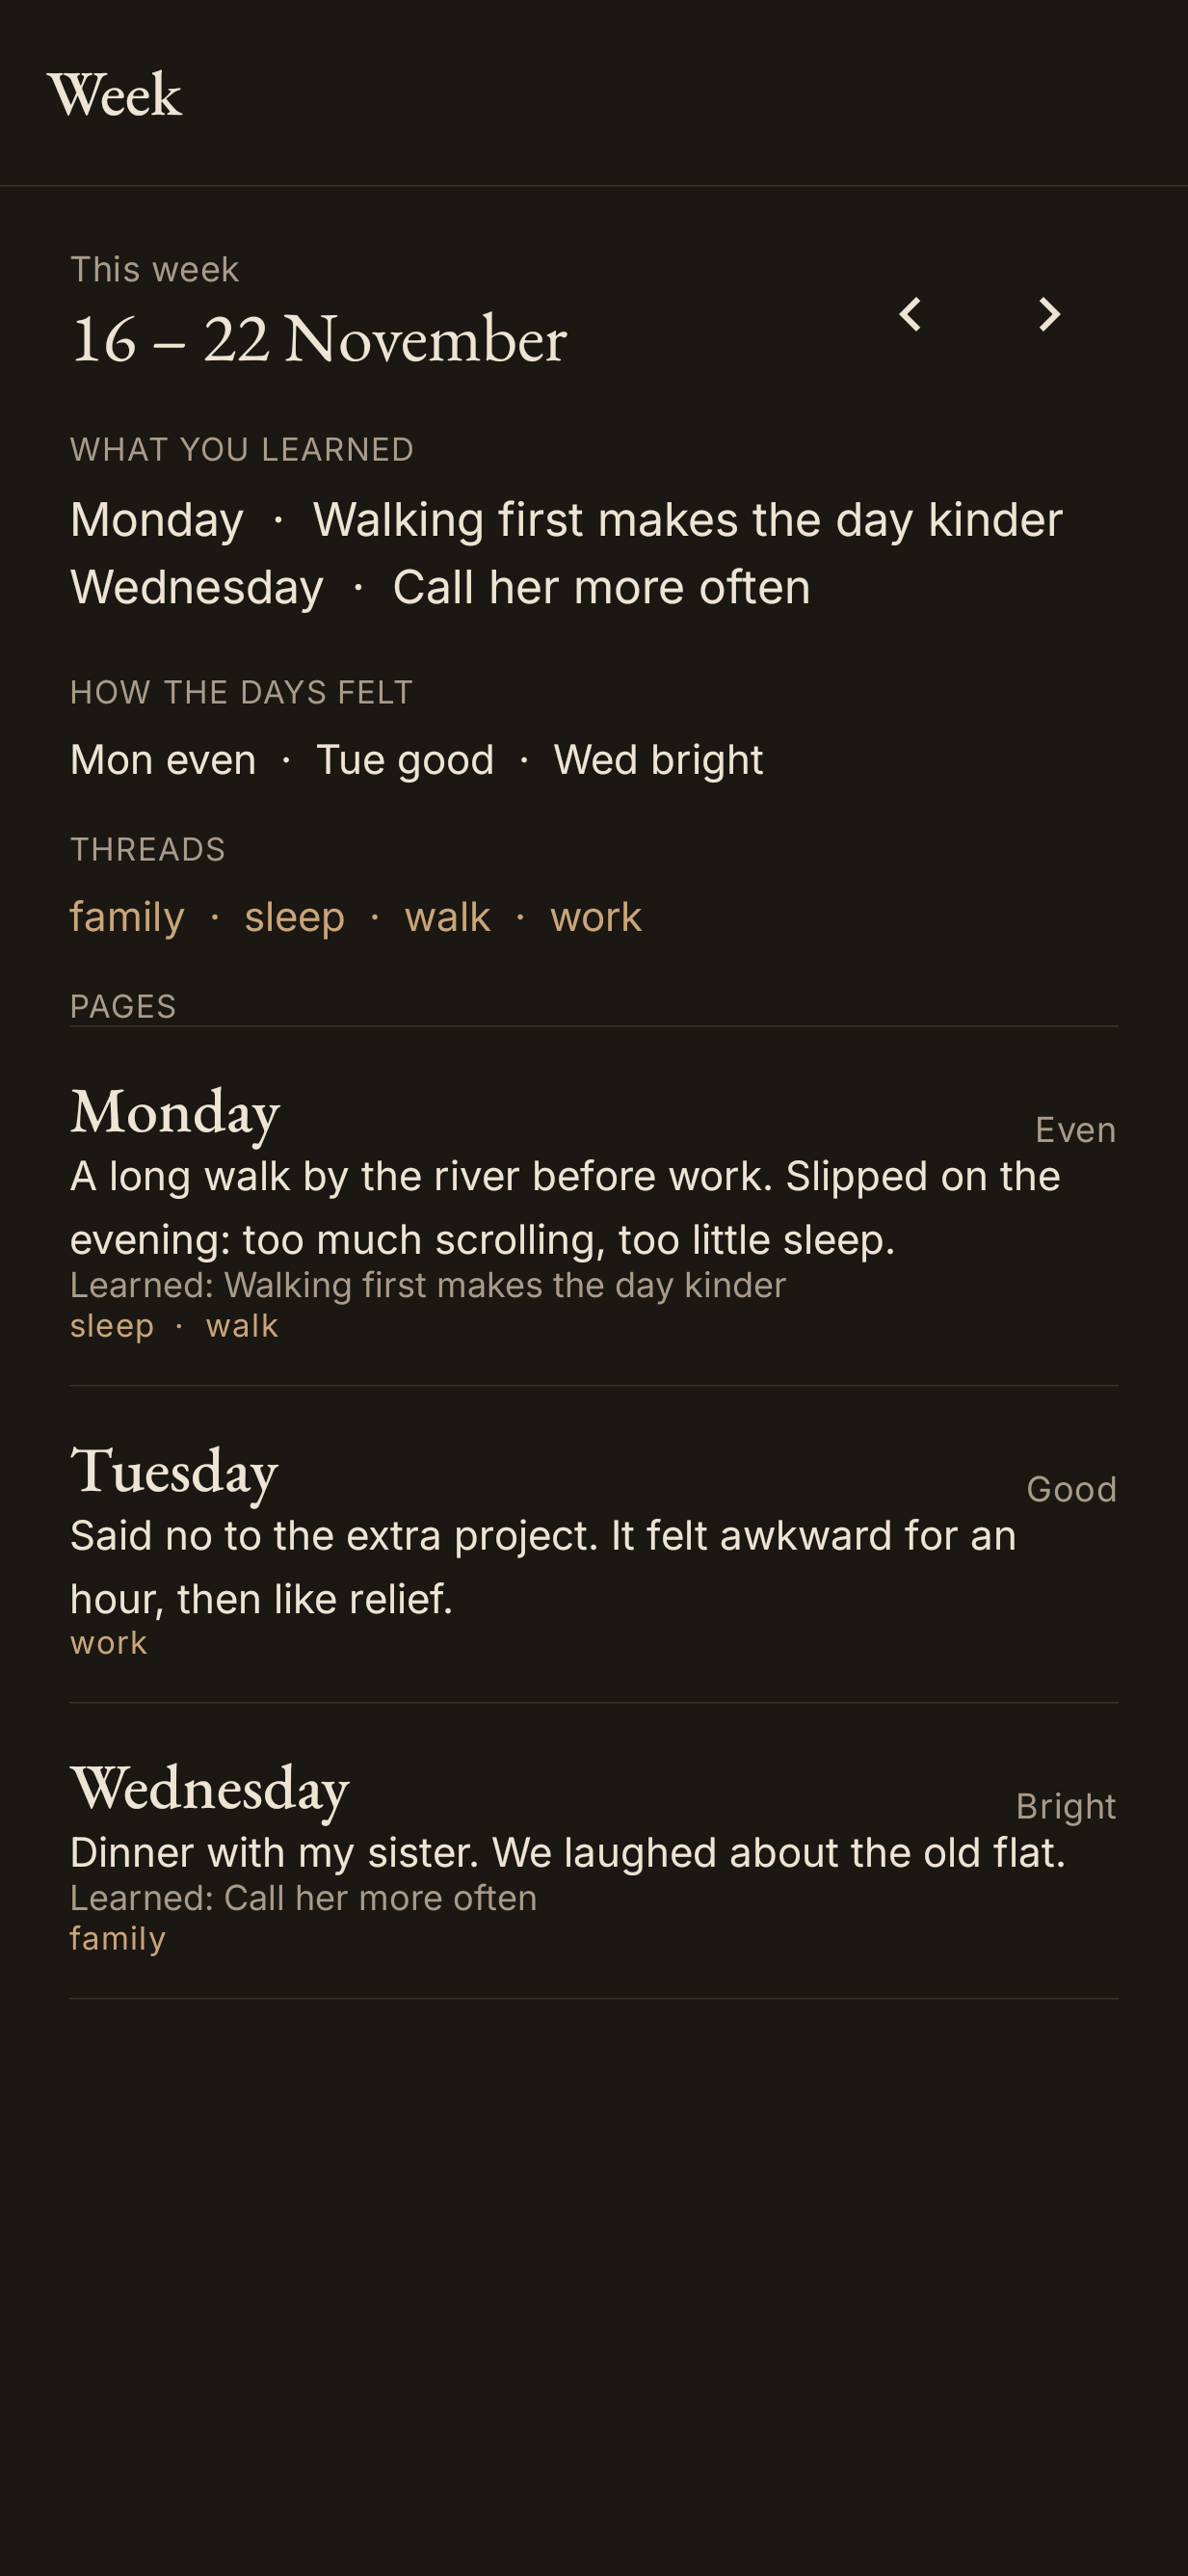 Week
This week
16 – 22 November
WHAT YOU LEARNED
Monday · Walking first makes the day kinder
Wednesday · Call her more often
HOW THE DAYS FELT
Mon even · Tue good · Wed bright
THREADS
family · sleep · walk · work
PAGES
Monday
Even
A long walk by the river before work. Slipped on the
evening: too much scrolling, too little sleep.
Learned: Walking first makes the day kinder
sleep · walk
Tuesday
Good
Said no to the extra project. It felt awkward for an
hour, then like relief.
work
Wednesday
Bright
Dinner with my sister. We laughed about the old flat.
Learned: Call her more often
family